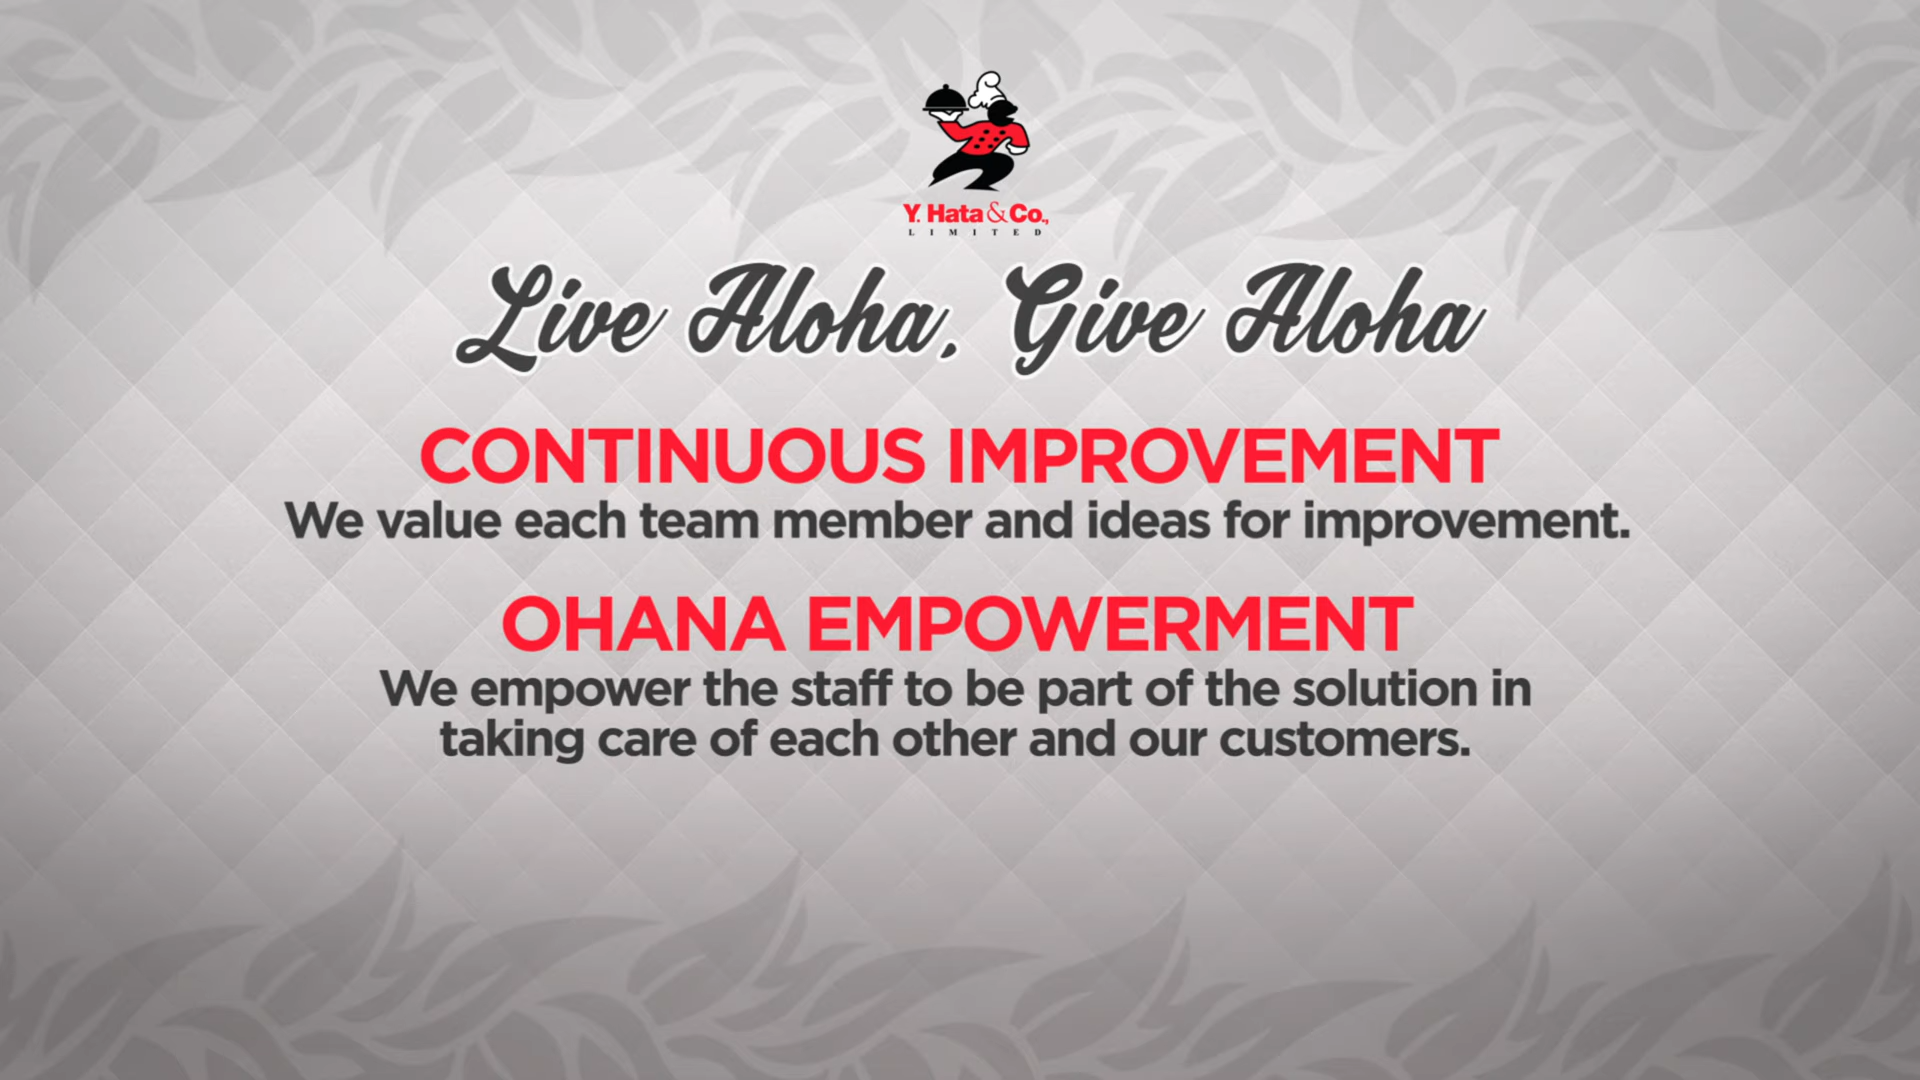 Y. Hata & Co.,
LIMITED
Live Aloha, Give Aloha
CONTINUOUS IMPROVEMENT
We value each team member and ideas for improvement.
OHANA EMPOWERMENT
We empower the staff to be part of the solution in
taking care of each other and our customers.